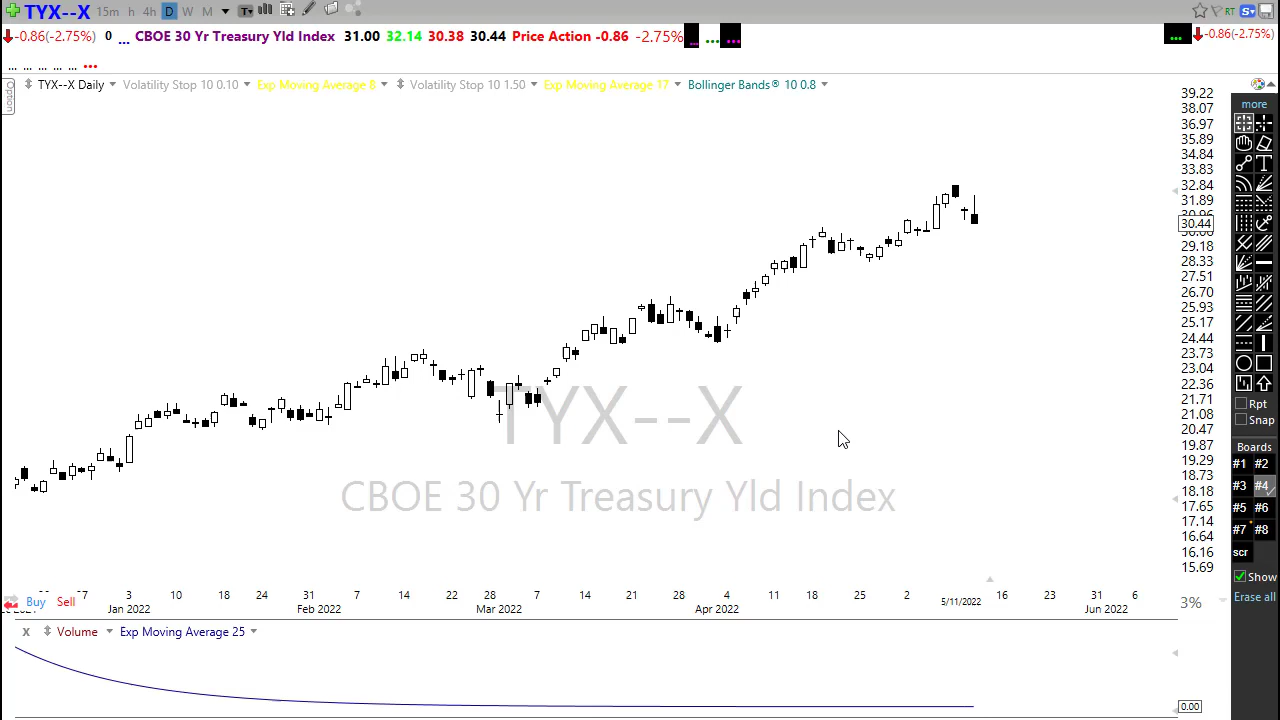 TYX--X 15m h 4h D W M T RT S
-0.86(-2.75%) 0 ... CBOE 30 Yr Treasury Yld Index 31.00 32.14 30.38 30.44 Price Action -0.86 -2.75% ... ... ... ... -0.86(-2.75%)
... ... ... ... ... ...
Option
TYX--X Daily Volatility Stop 10 0.10 Exp Moving Average 8 Volatility Stop 10 1.50 Exp Moving Average 17 Bollinger Bands® 10 0.8
39.22
38.07
36.97
35.89
34.84
33.83
32.84
31.89
30.44
29.18
28.33
27.51
26.70
25.93
25.17
24.44
23.73
23.04
22.36
21.71
21.08
20.47
19.87
19.29
18.73
18.18
17.65
17.14
16.64
16.16
15.69
TYX--X
CBOE 30 Yr Treasury Yld Index
3 10 18 24 31 7 14 22 28 7 14 21 28 4 11 18 25 2 5/11/2022 16 23 31 6
Jan 2022 Feb 2022 Mar 2022 Apr 2022 Jun 2022
Buy Sell
3%
x Volume Exp Moving Average 25
0.00
more
T
Rpt
Snap
Boards
#1 #2
#3 #4
#5 #6
#7 #8
scr
Show
Erase all